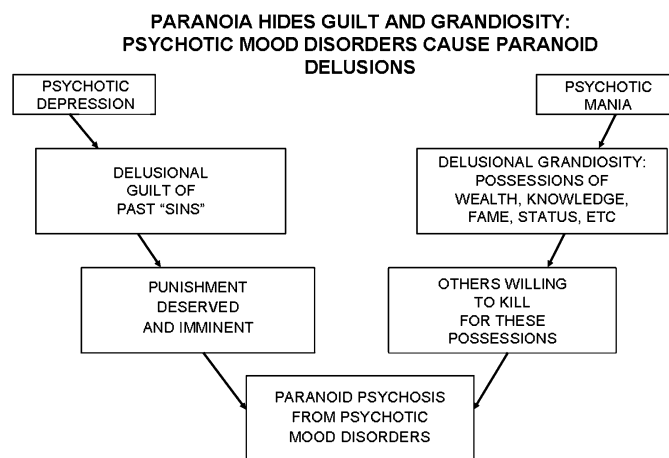 PARANOIA HIDES GUILT AND GRANDIOSITY:
PSYCHOTIC MOOD DISORDERS CAUSE PARANOID
DELUSIONS
PSYCHOTIC
DEPRESSION
PSYCHOTIC
MANIA
DELUSIONAL
GUILT OF
PAST “SINS”
DELUSIONAL GRANDIOSITY:
POSSESSIONS OF
WEALTH, KNOWLEDGE,
FAME, STATUS, ETC
PUNISHMENT
DESERVED
AND IMMINENT
OTHERS WILLING
TO KILL
FOR THESE
POSSESSIONS
PARANOID PSYCHOSIS
FROM PSYCHOTIC
MOOD DISORDERS